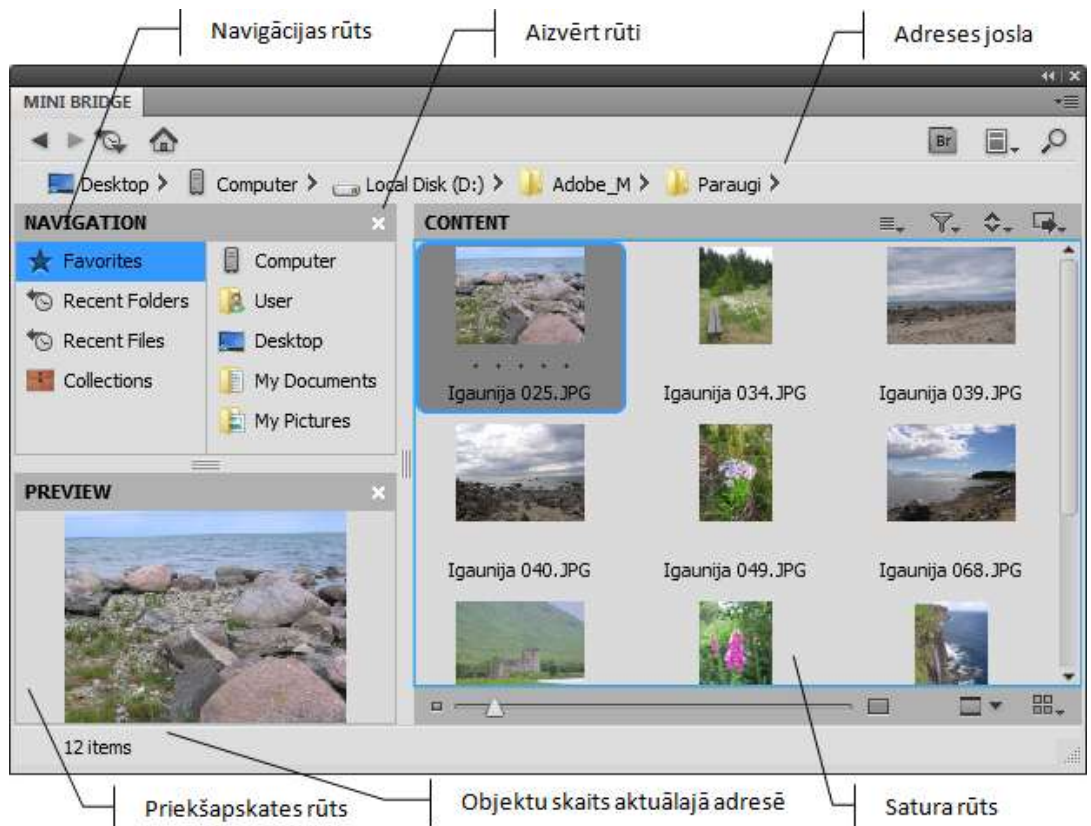 Navigācijas rūts
Aizvērt rūti
Adreses josla
MINI BRIDGE
Br
Desktop > Computer > Local Disk (D:) > Adobe_M > Paraugi >
NAVIGATION
CONTENT
Favorites
Computer
Recent Folders
User
Recent Files
Desktop
Collections
My Documents
My Pictures
Igaunija 025.JPG
Igaunija 034.JPG
Igaunija 039.JPG
Igaunija 040.JPG
Igaunija 049.JPG
Igaunija 068.JPG
PREVIEW
12 items
Priekšapskates rūts
Objektu skaits aktuālajā adresē
Satura rūts